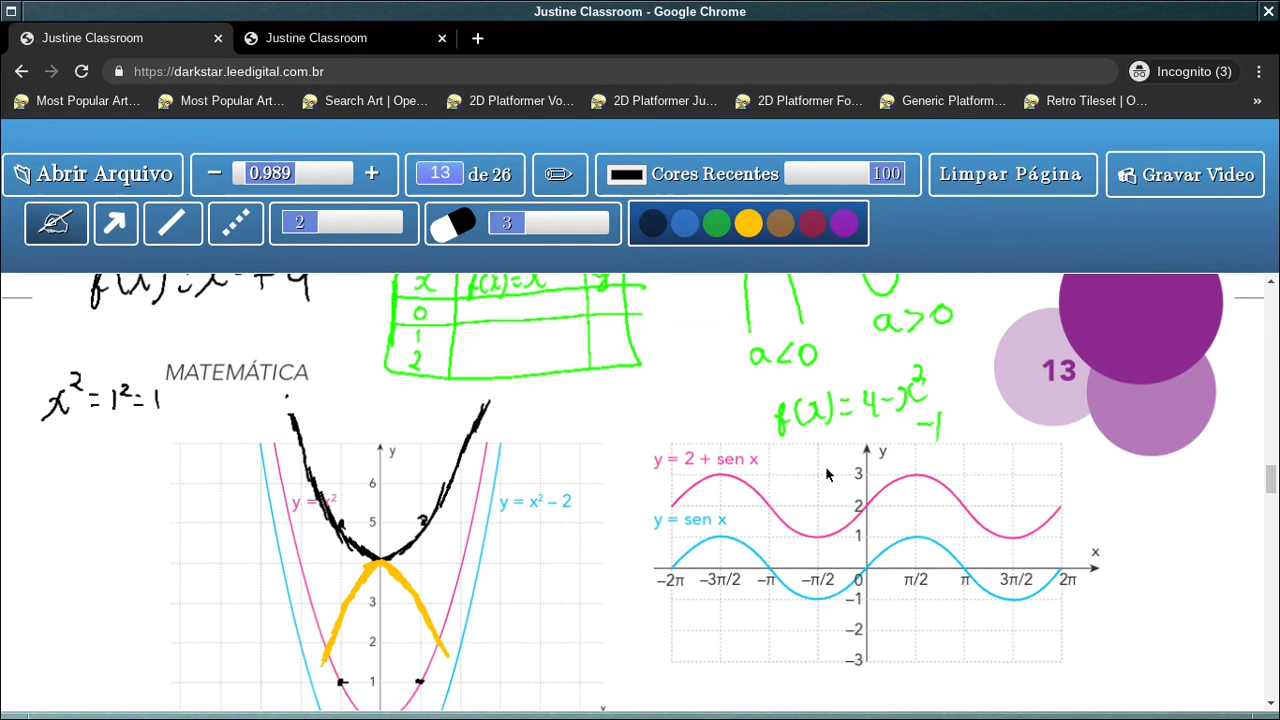 Justine Classroom - Google Chrome
Justine Classroom
Justine Classroom
https://darkstar.leedigital.com.br
Incognito (3)
Most Popular Art...
Most Popular Art...
Search Art | Ope...
2D Platformer Vo...
2D Platformer Ju...
2D Platformer Fo...
Generic Platform...
Retro Tileset | O...
Abrir Arquivo
− 0,989 +
13 de 26
Cores Recentes 100
Limpar Página
Gravar Vídeo
2
3
x f(x)=x y
0
1
2
a<0
a>0
13
MATEMÁTICA
x² = 1² = 1
f(x) = 4-x²
-1
y
6
5
3
2
1
x
y = x²
y = x² – 2
2
y = 2 + sen x
y = sen x
y
3
2
1
x
−2π −3π/2 −π −π/2 0 π/2 π 3π/2 2π
−1
−2
−3